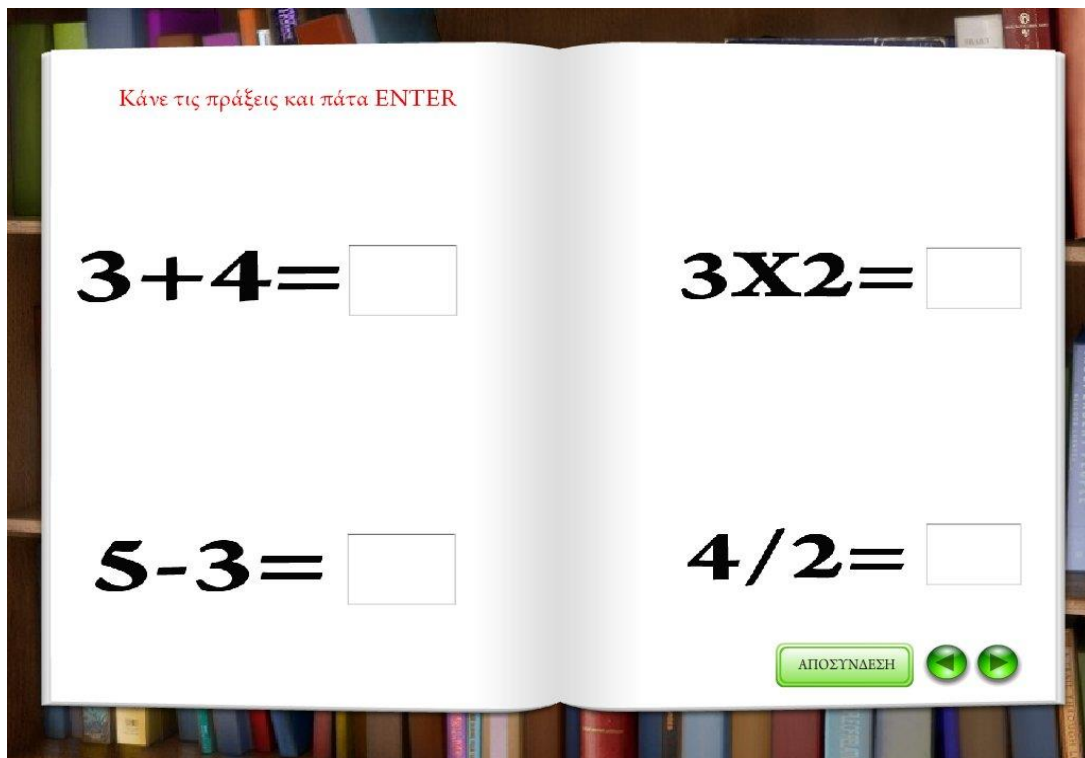 Κάνε τις πράξεις και πάτα ENTER
3+4=
3X2=
5-3=
4/2=
ΑΠΟΣΥΝΔΕΣΗ